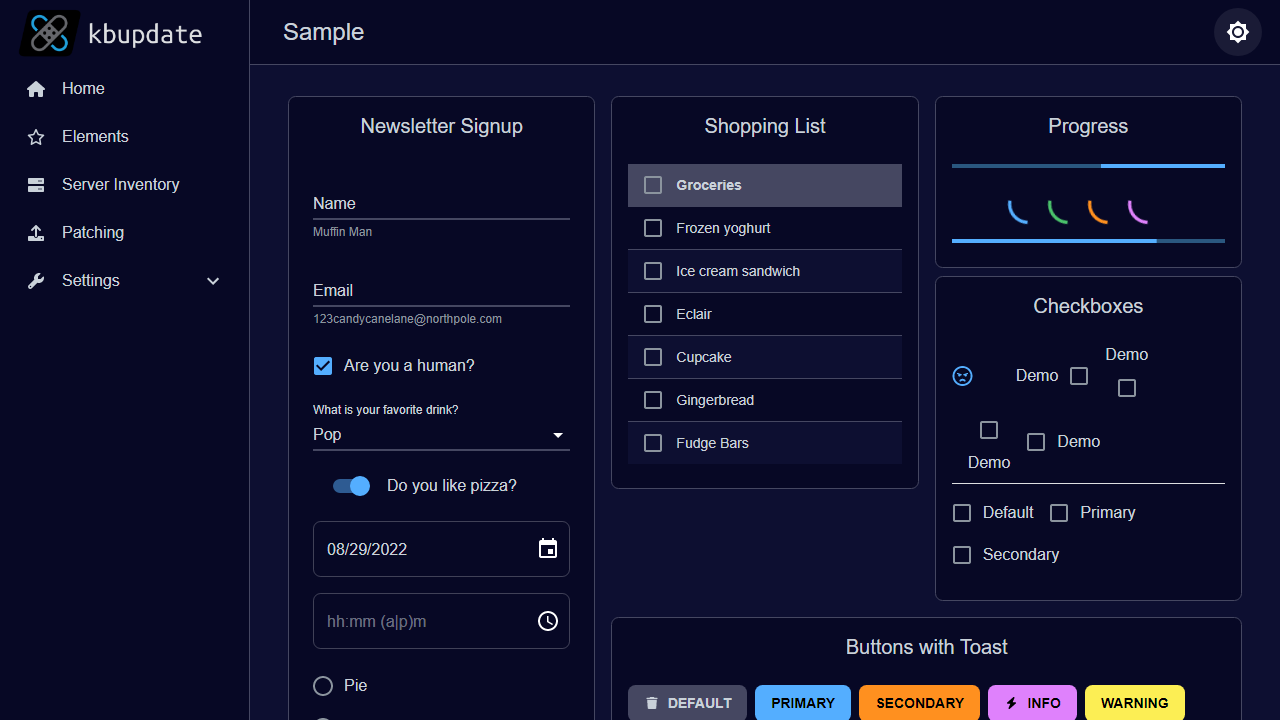 kbupdate
Home
Elements
Server Inventory
Patching
Settings
Sample
Newsletter Signup
Name
Muffin Man
Email
123candycanelane@northpole.com
Are you a human?
What is your favorite drink?
Pop
Do you like pizza?
08/29/2022
hh:mm (a|p)m
Pie
Shopping List
Groceries
Frozen yoghurt
Ice cream sandwich
Eclair
Cupcake
Gingerbread
Fudge Bars
Progress
Checkboxes
Demo
Demo
Demo
Demo
Default
Primary
Secondary
Buttons with Toast
DEFAULT
PRIMARY
SECONDARY
INFO
WARNING